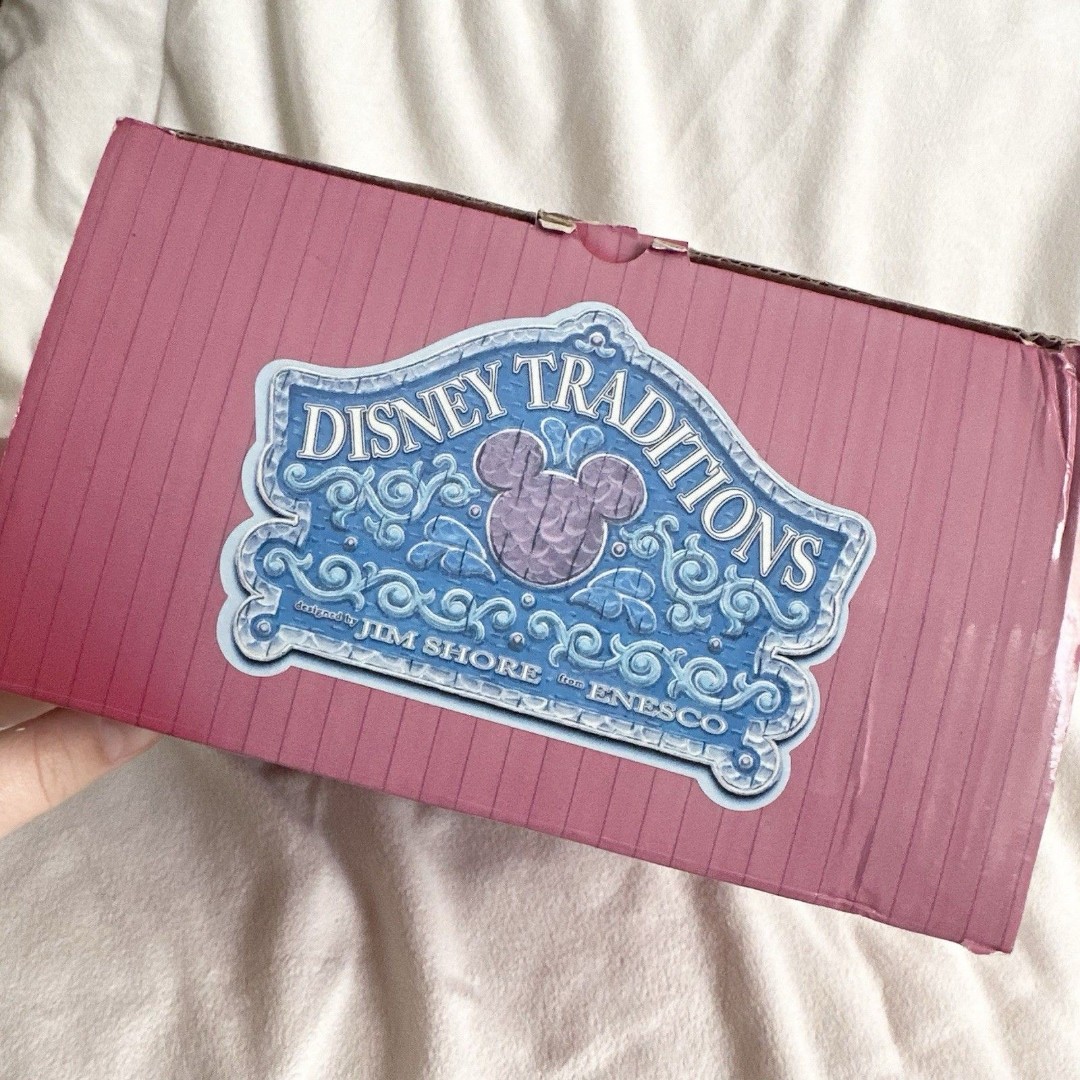 DISNEY TRADITIONS
designed by JIM SHORE from ENESCO